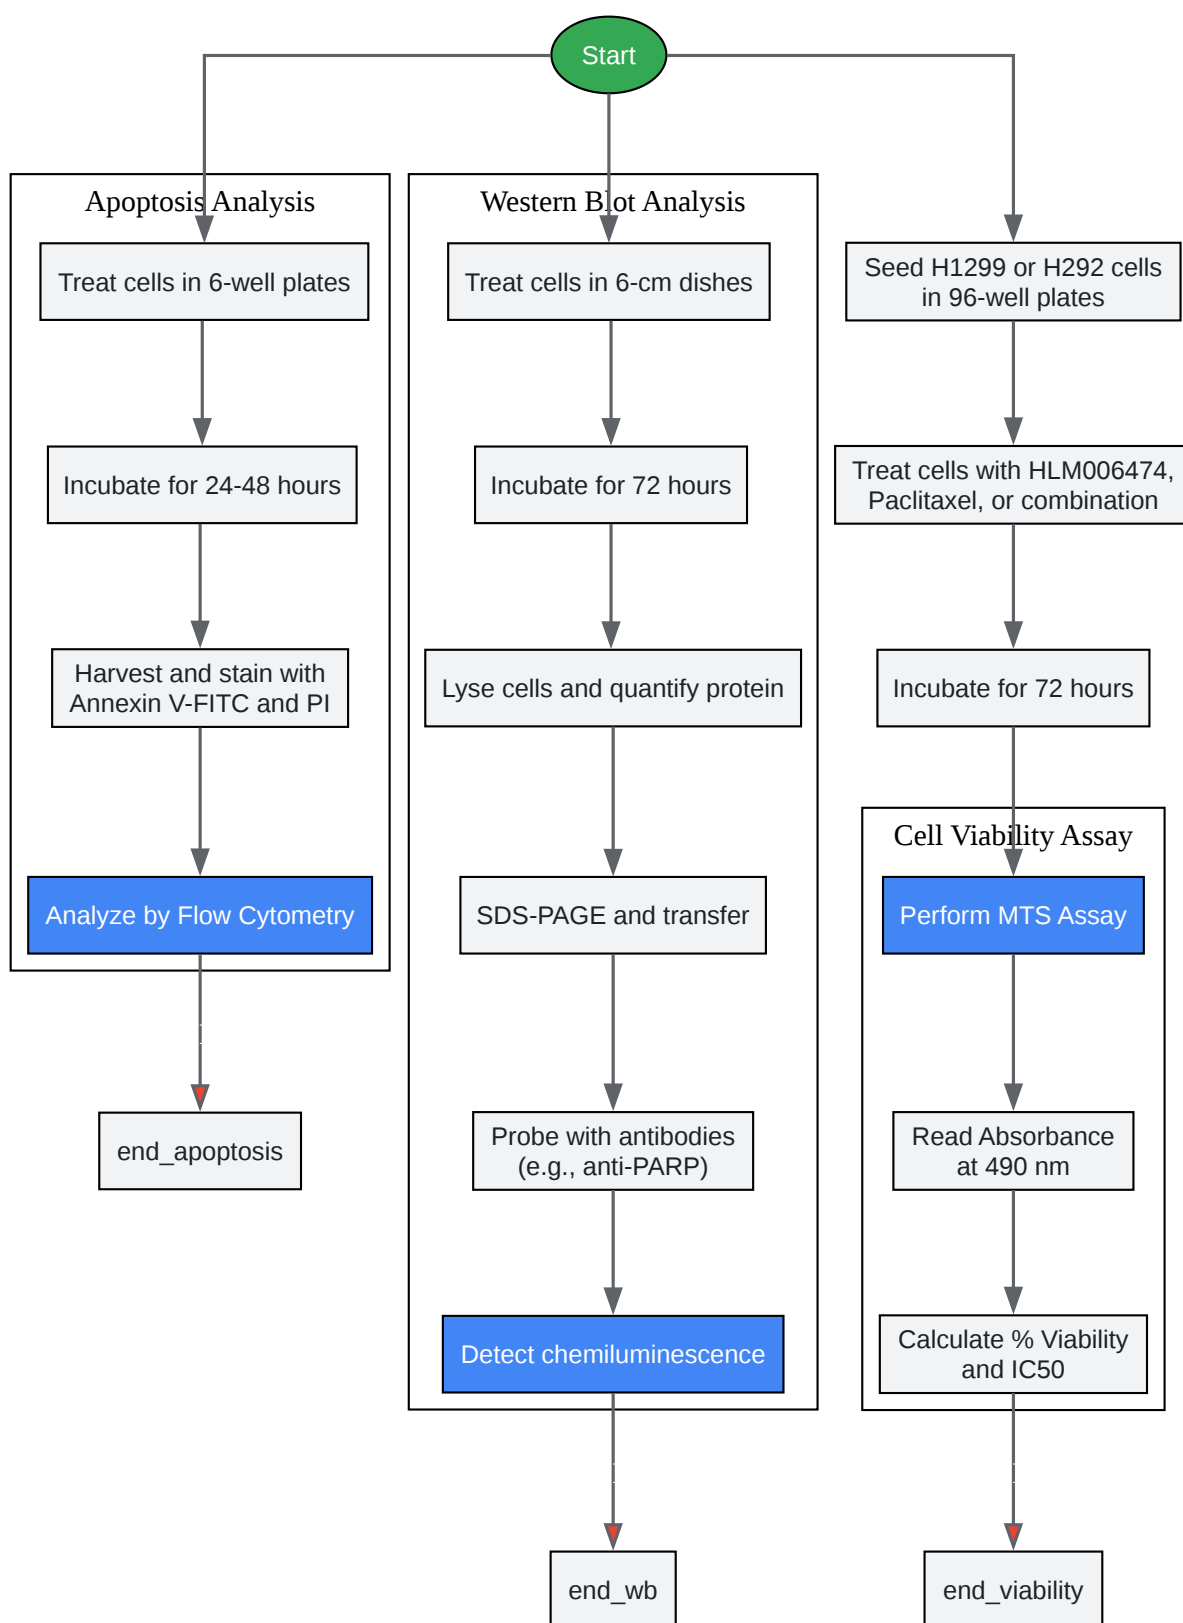 Start
Apoptosis Analysis
Treat cells in 6-well plates
Incubate for 24-48 hours
Harvest and stain with
Annexin V-FITC and PI
Analyze by Flow Cytometry
end_apoptosis
Western Blot Analysis
Treat cells in 6-cm dishes
Incubate for 72 hours
Lyse cells and quantify protein
SDS-PAGE and transfer
Probe with antibodies
(e.g., anti-PARP)
Detect chemiluminescence
end_wb
Seed H1299 or H292 cells
in 96-well plates
Treat cells with HLM006474,
Paclitaxel, or combination
Incubate for 72 hours
Cell Viability Assay
Perform MTS Assay
Read Absorbance
at 490 nm
Calculate % Viability
and IC50
end_viability